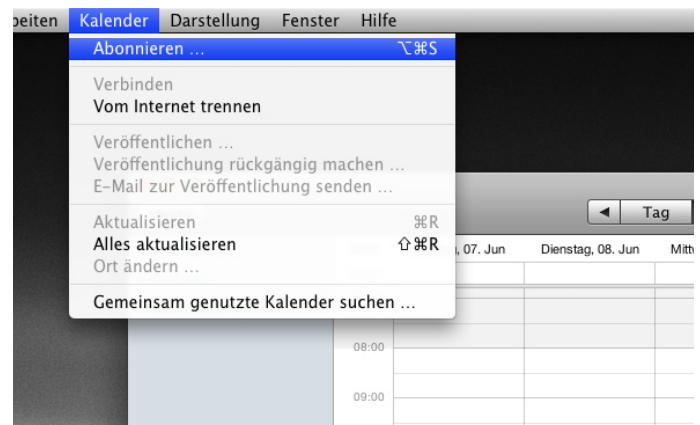 beiten Kalender Darstellung Fenster Hilfe
Abonnieren ... ⌥⌘S
Verbinden
Vom Internet trennen
Veröffentlichen ...
Veröffentlichung rückgängig machen ...
E-Mail zur Veröffentlichung senden ...
Aktualisieren ⌘R
Alles aktualisieren ⇧⌘R
Ort ändern ...
Gemeinsam genutzte Kalender suchen ...
Tag
, 07. Jun Dienstag, 08. Jun Mitt
08:00
09:00